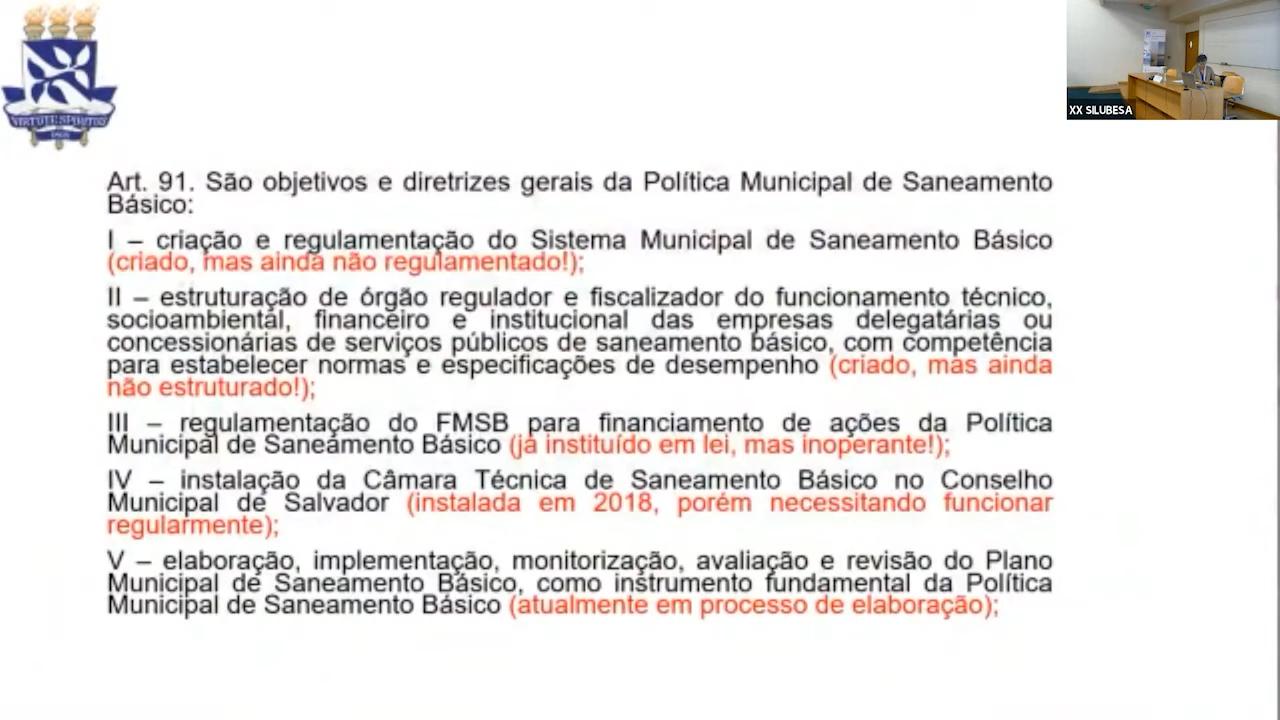 VIRTUTE SPIRITUS
XX SILUBESA
Art. 91. São objetivos e diretrizes gerais da Política Municipal de Saneamento
Básico:
I – criação e regulamentação do Sistema Municipal de Saneamento Básico
(criado, mas ainda não regulamentado!);
II – estruturação de órgão regulador e fiscalizador do funcionamento técnico,
socioambiental, financeiro e institucional das empresas delegatárias ou
concessionárias de serviços públicos de saneamento básico, com competência
para estabelecer normas e especificações de desempenho (criado, mas ainda
não estruturado!);
III – regulamentação do FMSB para financiamento de ações da Política
Municipal de Saneamento Básico (já instituído em lei, mas inoperante!);
IV – instalação da Câmara Técnica de Saneamento Básico no Conselho
Municipal de Salvador (instalada em 2018, porém necessitando funcionar
regularmente);
V – elaboração, implementação, monitorização, avaliação e revisão do Plano
Municipal de Saneamento Básico, como instrumento fundamental da Política
Municipal de Saneamento Básico (atualmente em processo de elaboração);